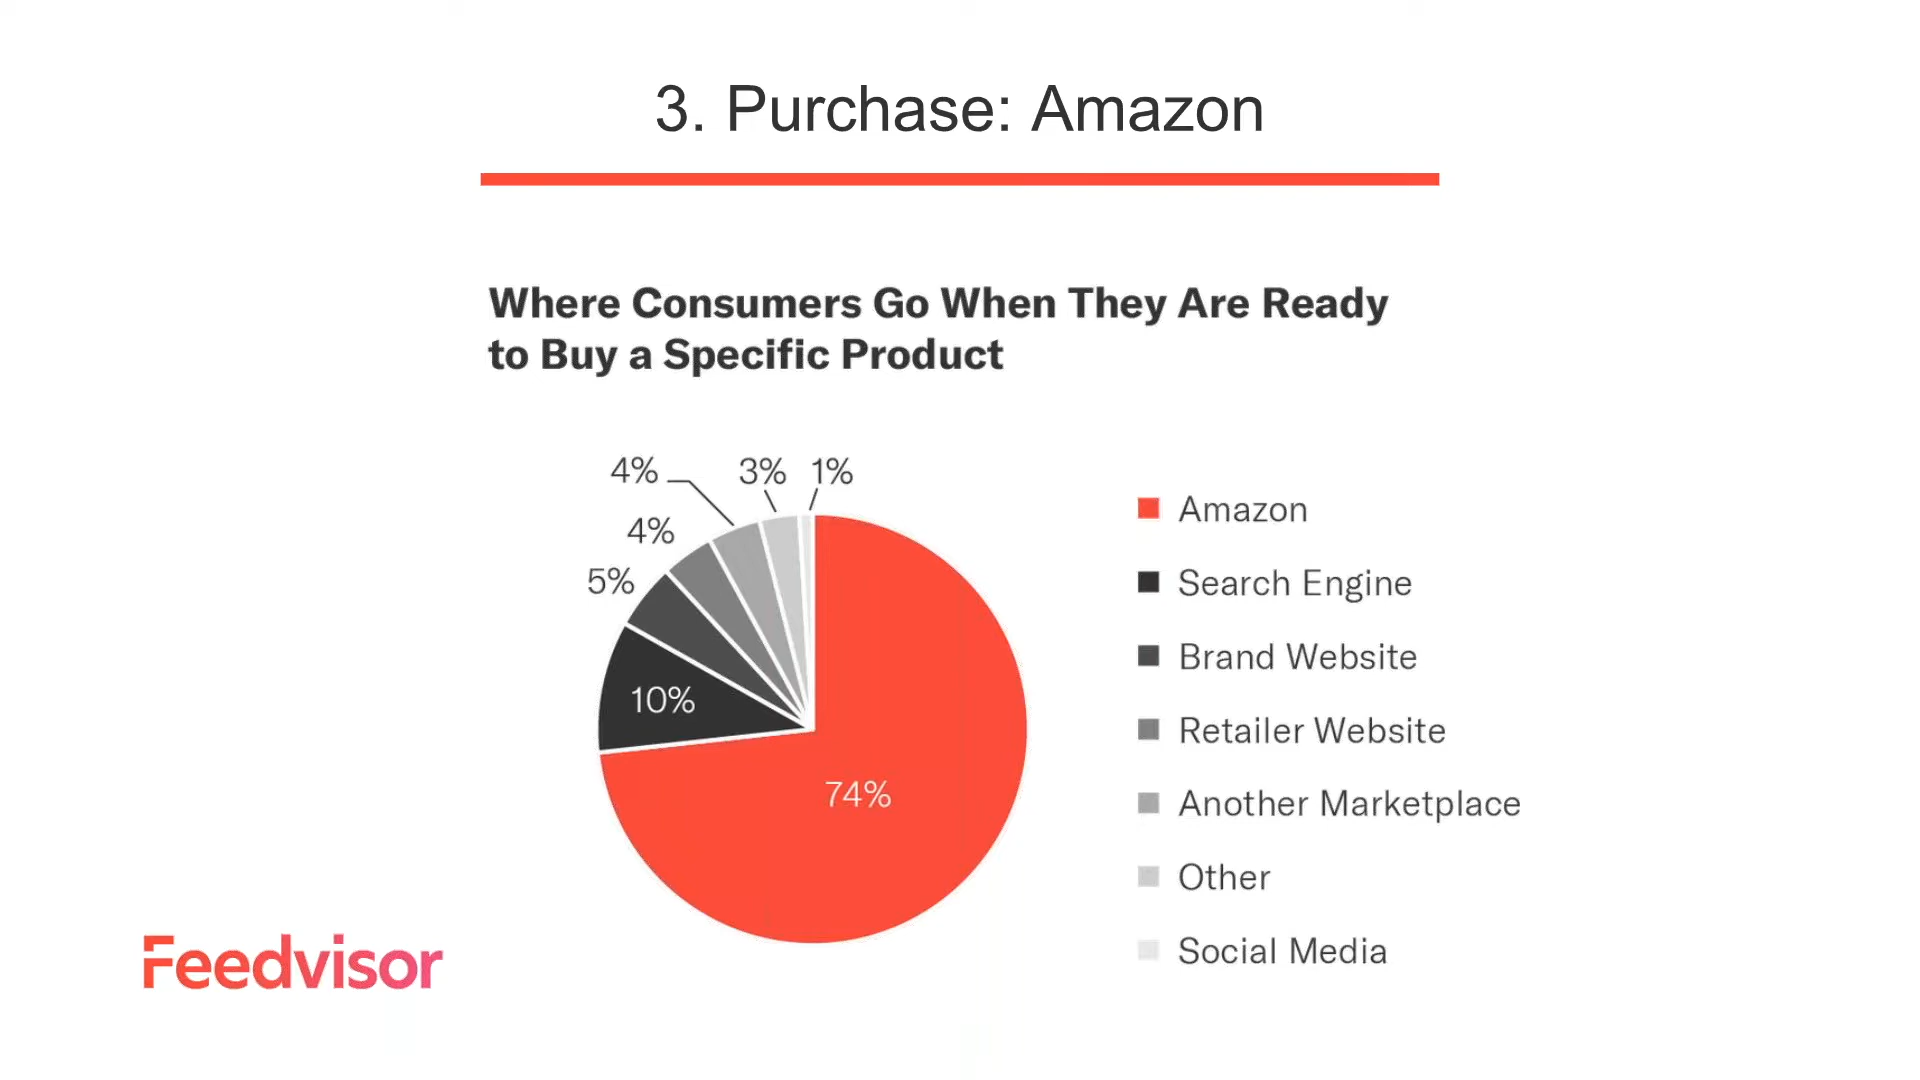 3. Purchase: Amazon
Where Consumers Go When They Are Ready
to Buy a Specific Product
4%
3%
1%
4%
5%
10%
74%
Amazon
Search Engine
Brand Website
Retailer Website
Another Marketplace
Other
Social Media
Feedvisor